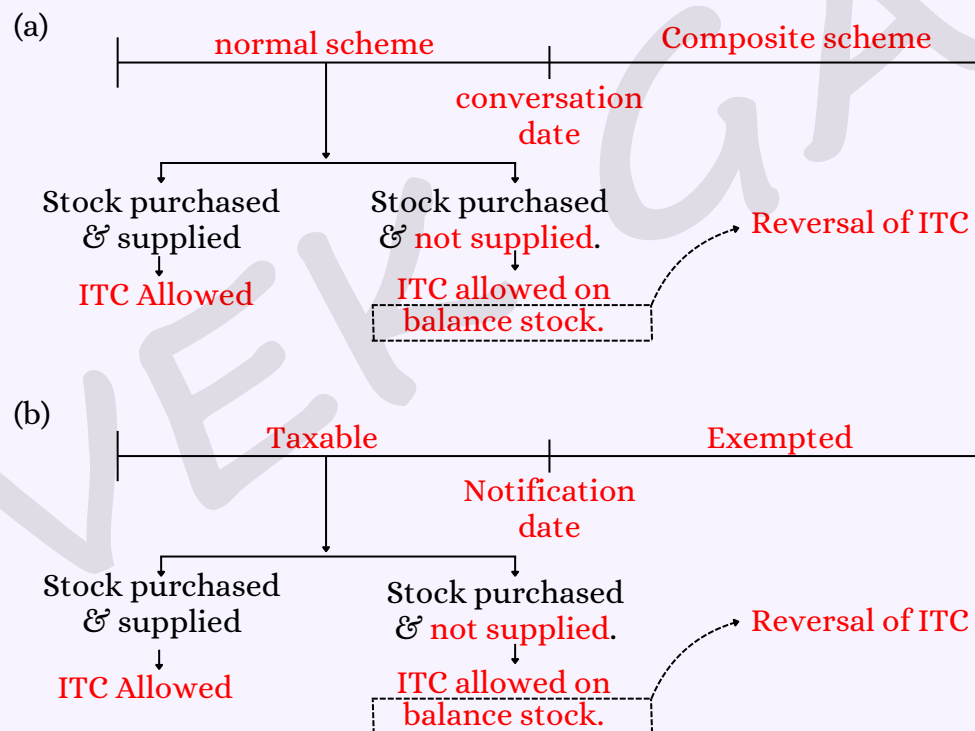 (a)
normal scheme
Composite scheme
conversation
date
Stock purchased
& supplied
ITC Allowed
Stock purchased
& not supplied.
ITC allowed on
balance stock.
Reversal of ITC
(b)
Taxable
Exempted
Notification
date
Stock purchased
& supplied
ITC Allowed
Stock purchased
& not supplied.
ITC allowed on
balance stock.
Reversal of ITC
VEK GA